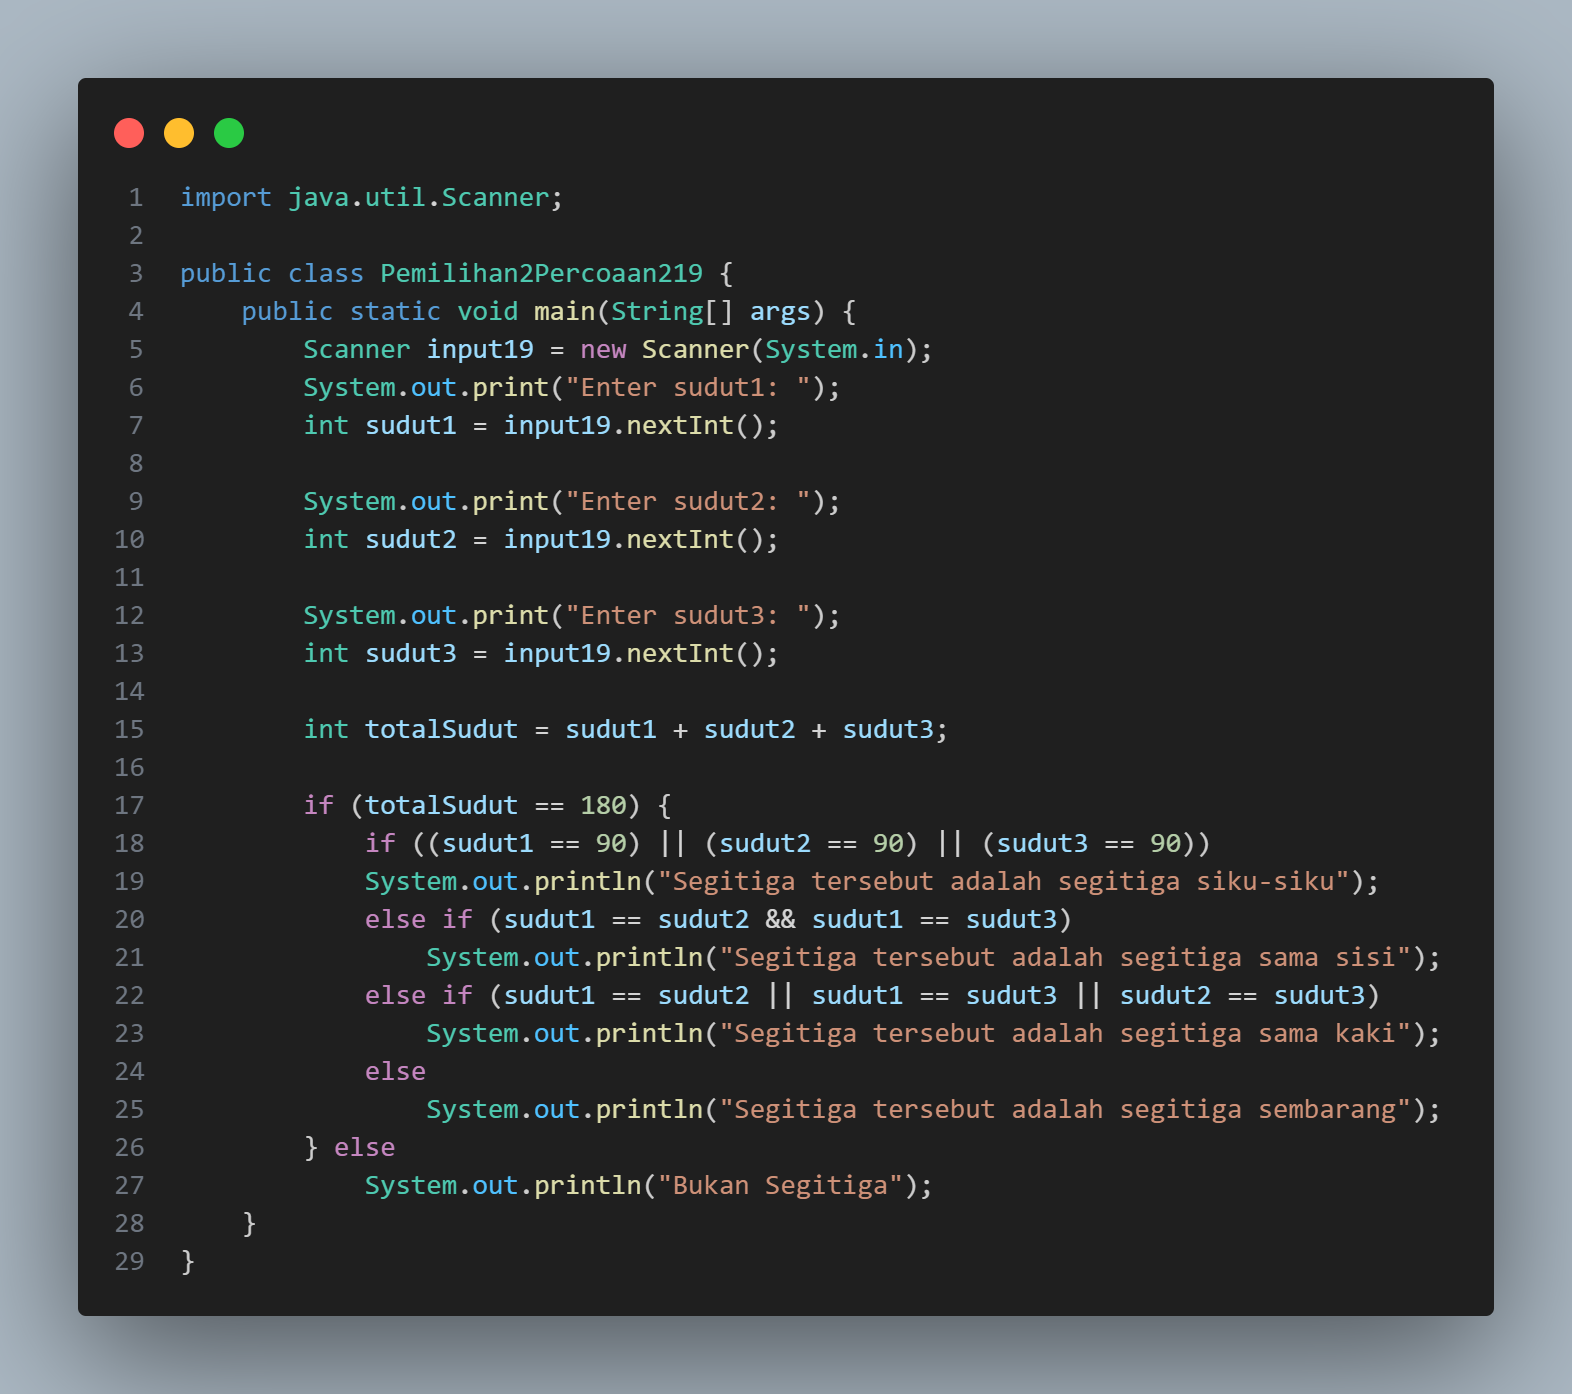 1 import java.util.Scanner;
2
3 public class Pemilihan2Percoaan219 {
4     public static void main(String[] args) {
5         Scanner input19 = new Scanner(System.in);
6         System.out.print("Enter sudut1: ");
7         int sudut1 = input19.nextInt();
8
9         System.out.print("Enter sudut2: ");
10         int sudut2 = input19.nextInt();
11
12         System.out.print("Enter sudut3: ");
13         int sudut3 = input19.nextInt();
14
15         int totalSudut = sudut1 + sudut2 + sudut3;
16
17         if (totalSudut == 180) {
18             if ((sudut1 == 90) || (sudut2 == 90) || (sudut3 == 90))
19             System.out.println("Segitiga tersebut adalah segitiga siku-siku");
20             else if (sudut1 == sudut2 && sudut1 == sudut3)
21                 System.out.println("Segitiga tersebut adalah segitiga sama sisi");
22             else if (sudut1 == sudut2 || sudut1 == sudut3 || sudut2 == sudut3)
23                 System.out.println("Segitiga tersebut adalah segitiga sama kaki");
24             else
25                 System.out.println("Segitiga tersebut adalah segitiga sembarang");
26         } else
27             System.out.println("Bukan Segitiga");
28     }
29 }